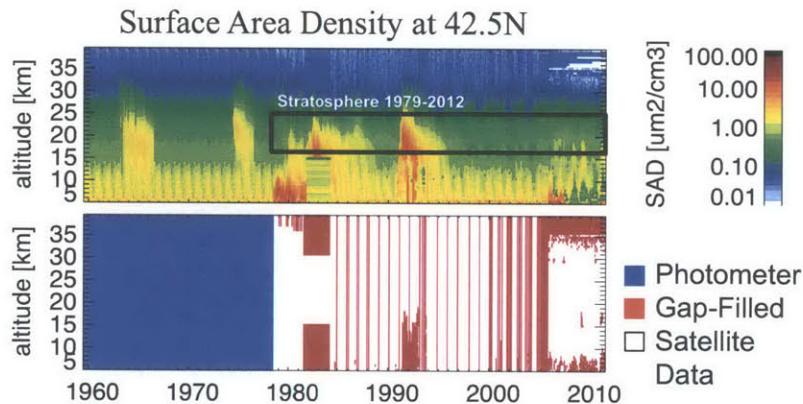 Surface Area Density at 42.5N
altitude [km]
35
30
25
20
15
10
5
Stratosphere 1979-2012
100.00
10.00
1.00
0.10
0.01
SAD [um2/cm3]
altitude [km]
35
30
25
20
15
10
5
1960 1970 1980 1990 2000 2010
Photometer
Gap-Filled
Satellite
Data